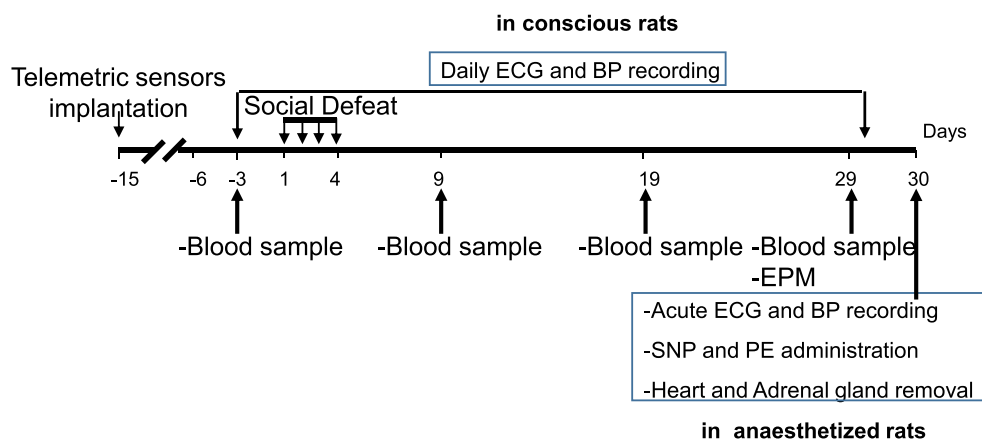 in conscious rats
Daily ECG and BP recording
Telemetric sensors
implantation
Social Defeat
Days
-15 -6 -3 1 4 9 19 29 30
-Blood sample -Blood sample -Blood sample -Blood sample
-EPM
-Acute ECG and BP recording
-SNP and PE administration
-Heart and Adrenal gland removal
in anaesthetized rats